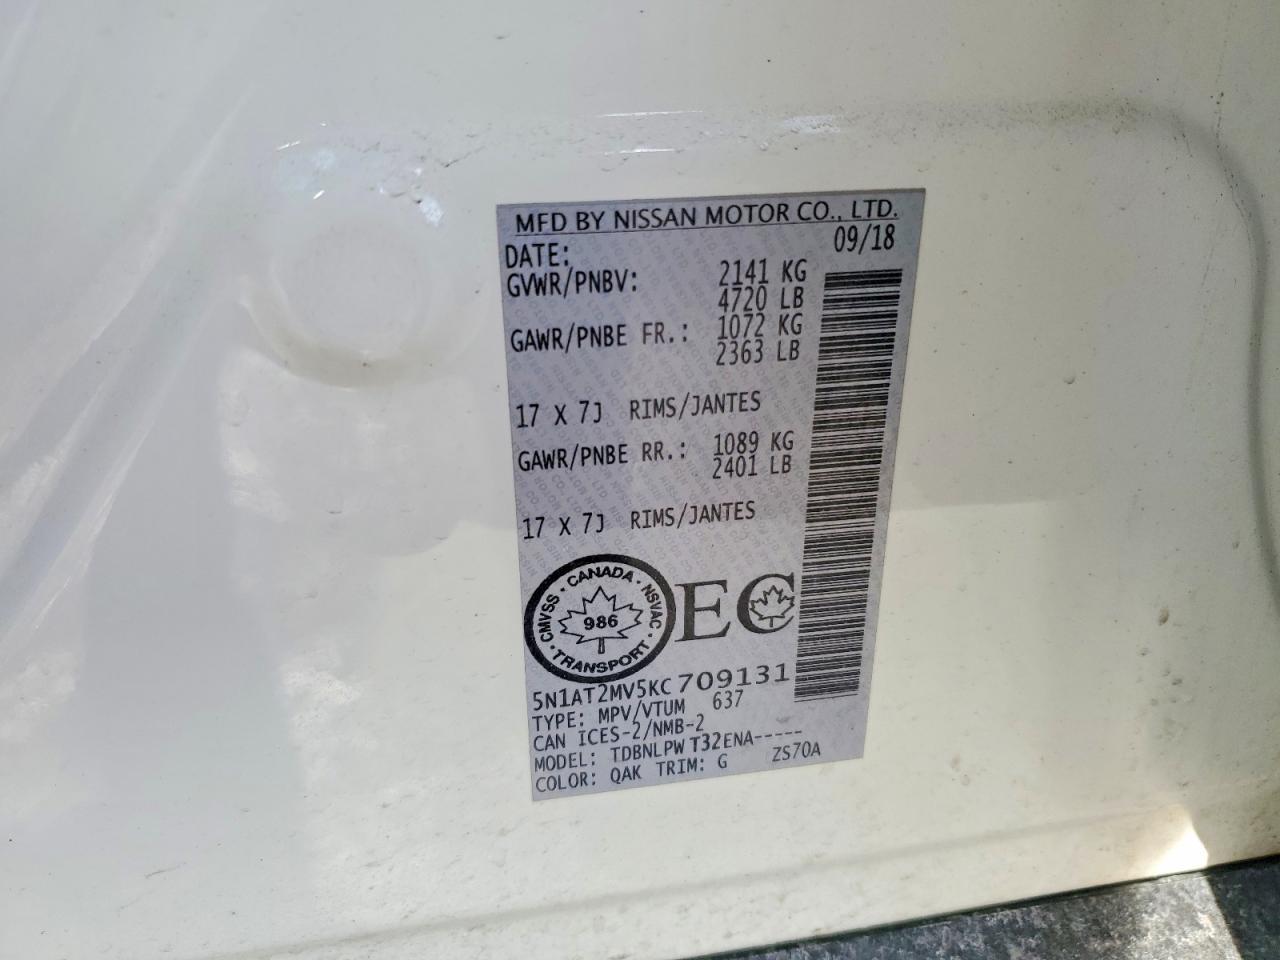 MFD BY NISSAN MOTOR CO., LTD.
DATE: 09/18
GVWR/PNBV: 2141 KG
4720 LB
GAWR/PNBE FR.: 1072 KG
2363 LB
17 X 7J RIMS/JANTES
GAWR/PNBE RR.: 1089 KG
2401 LB
17 X 7J RIMS/JANTES
CMVSS · CANADA · NSVAC · TRANSPORT ·
986
EC
5N1AT2MV5KC709131
TYPE: MPV/VTUM 637
CAN ICES-2/NMB-2
MODEL: TDBNLPWT32ENA-----
COLOR: QAK TRIM: G ZS70A